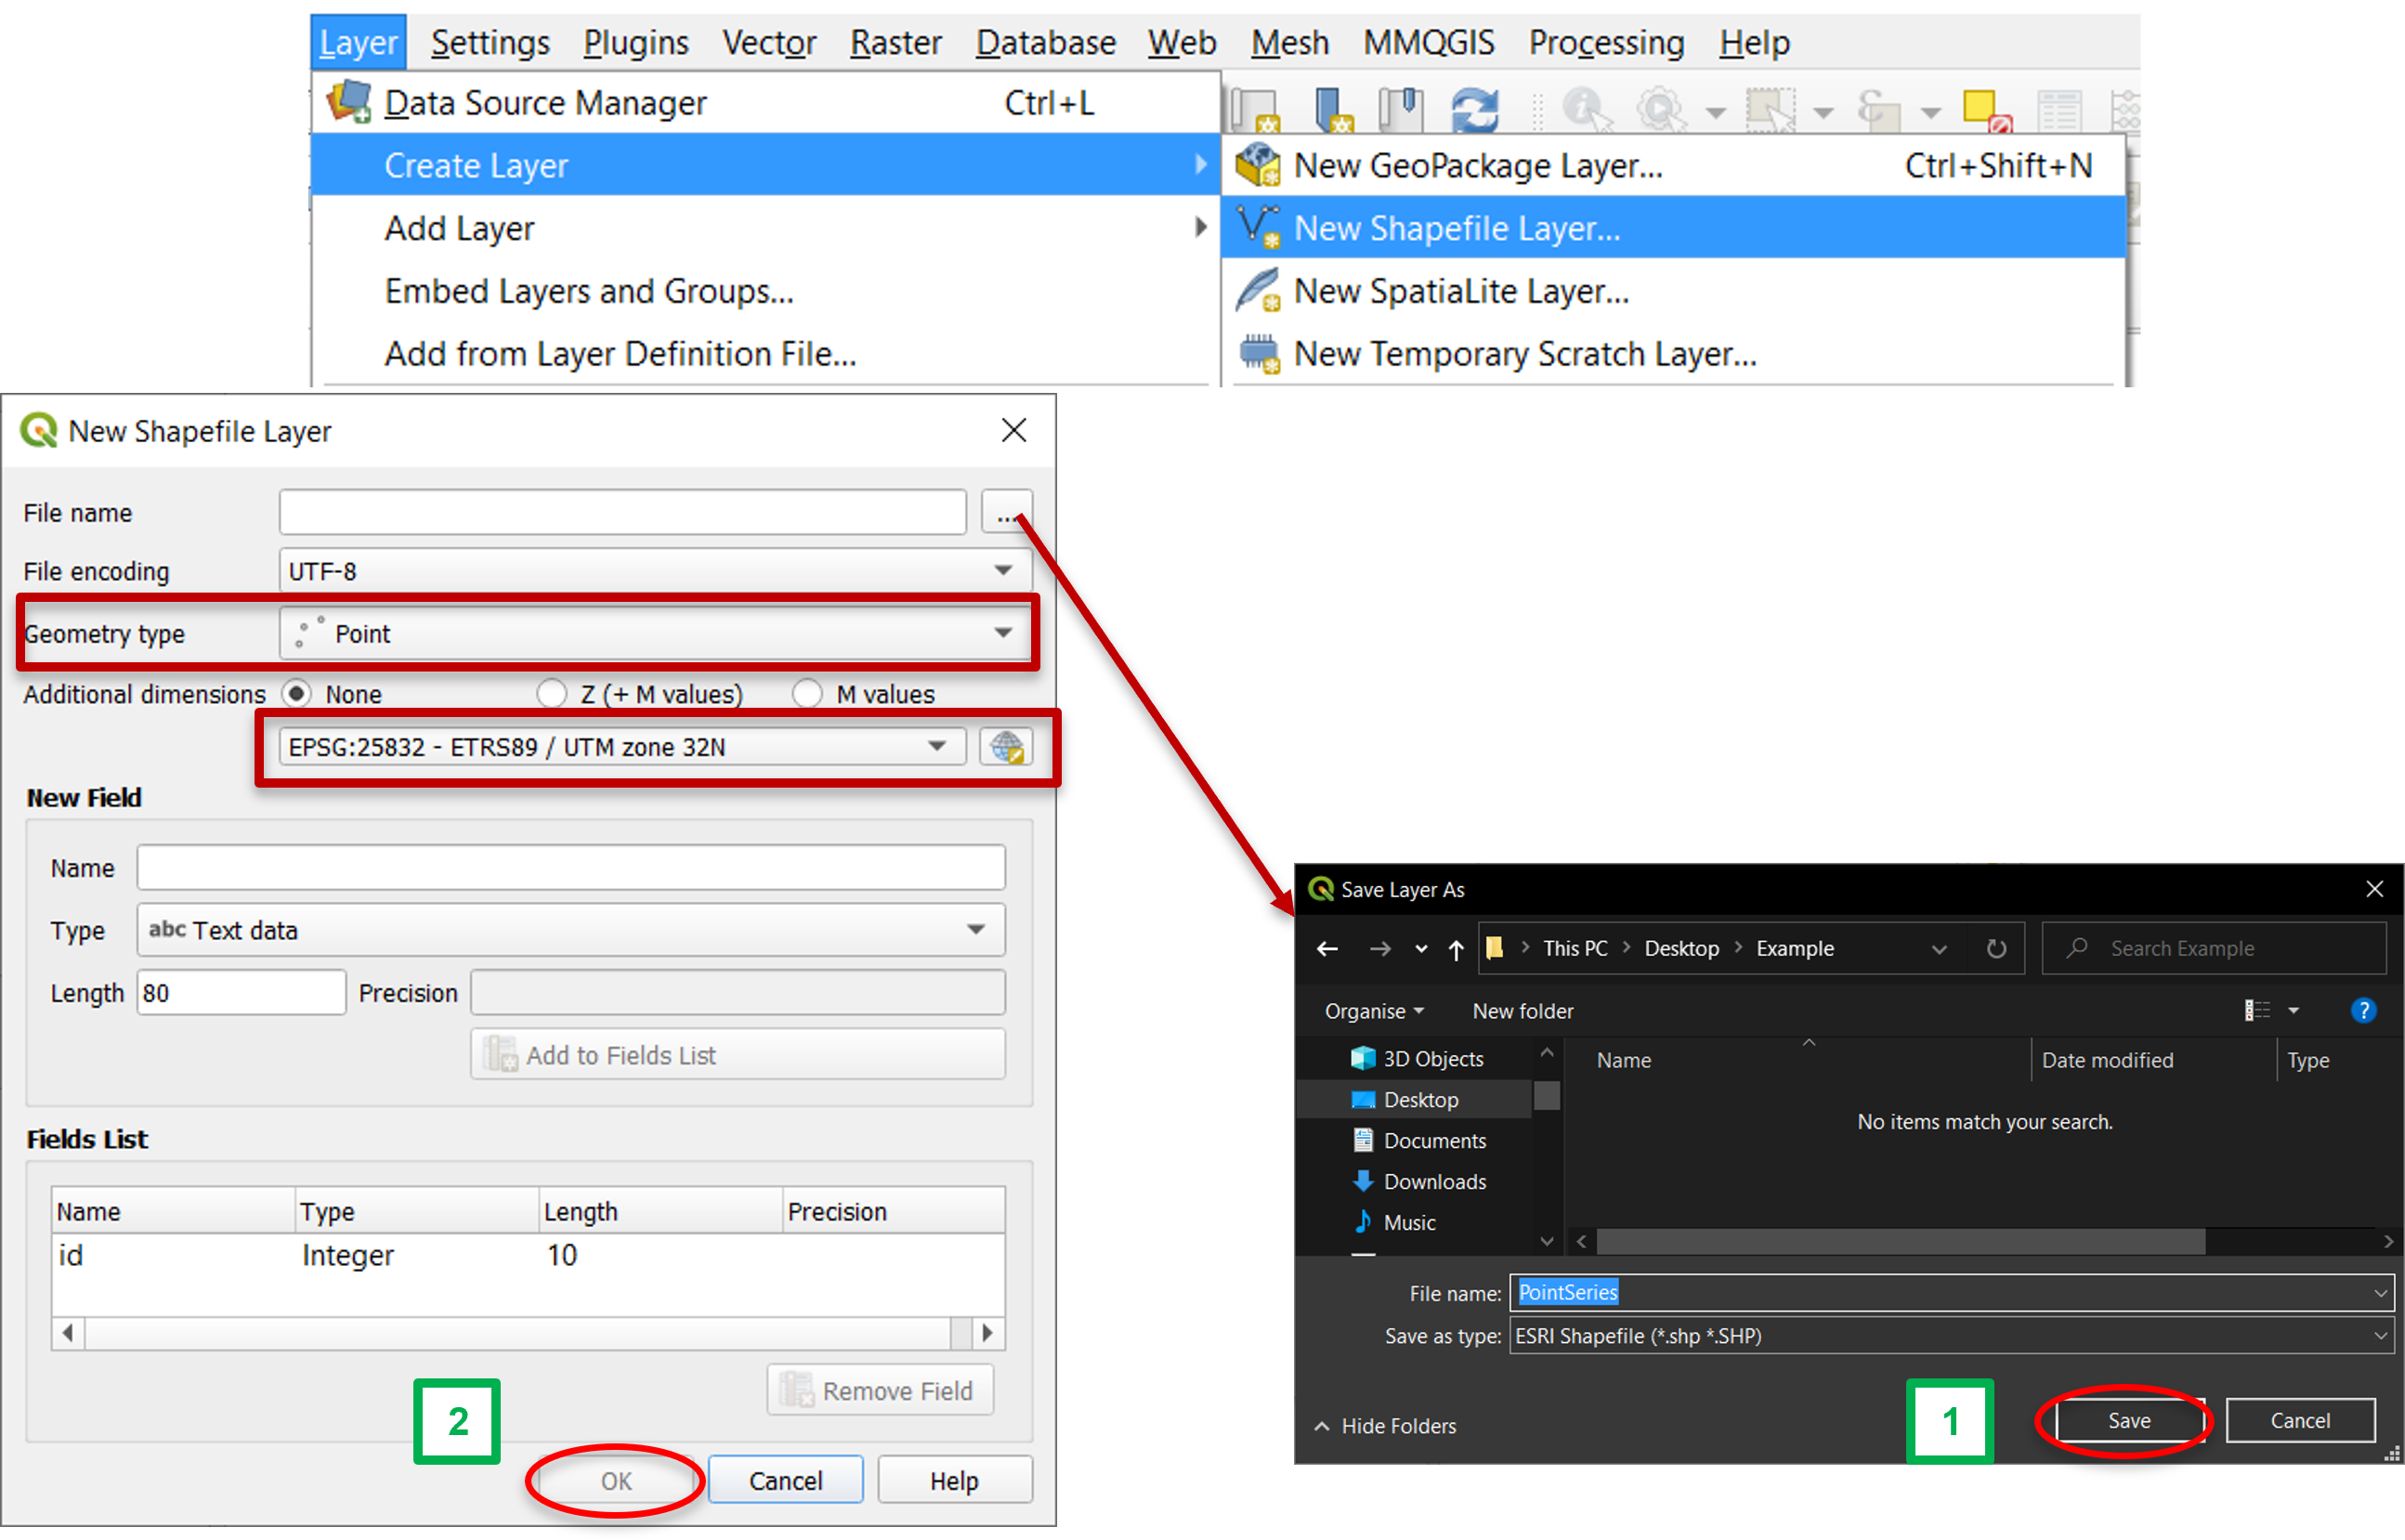 Layer Settings Plugins Vector Raster Database Web Mesh MMQGIS Processing Help
Data Source Manager Ctrl+L
Create Layer
Add Layer
Embed Layers and Groups...
Add from Layer Definition File...
New GeoPackage Layer... Ctrl+Shift+N
New Shapefile Layer...
New SpatiaLite Layer...
New Temporary Scratch Layer...
New Shapefile Layer
File name ...
File encoding UTF-8
Geometry type Point
Additional dimensions None Z (+ M values) M values
EPSG:25832 - ETRS89 / UTM zone 32N
New Field
Name
Type abc Text data
Length 80 Precision
Add to Fields List
Fields List
Name Type Length Precision
id Integer 10
Remove Field
2
OK Cancel Help
Save Layer As
This PC Desktop Example Search Example
Organise New folder ?
3D Objects
Desktop
Documents
Downloads
Music
Name Date modified Type
No items match your search.
File name: PointSeries
Save as type: ESRI Shapefile (*.shp *.SHP)
Hide Folders 1 Save Cancel